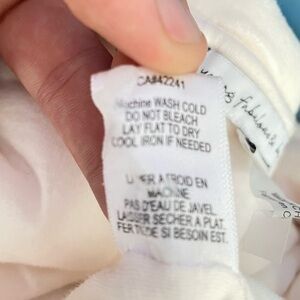 CA#42241
Machine WASH COLD
DO NOT BLEACH
LAY FLAT TO DRY
COOL IRON IF NEEDED
A FROID EN
PAS D'EAU DE JAVEL
LAISSER SECHER A PLAT.
FER TIEDE SI BESOIN EST.